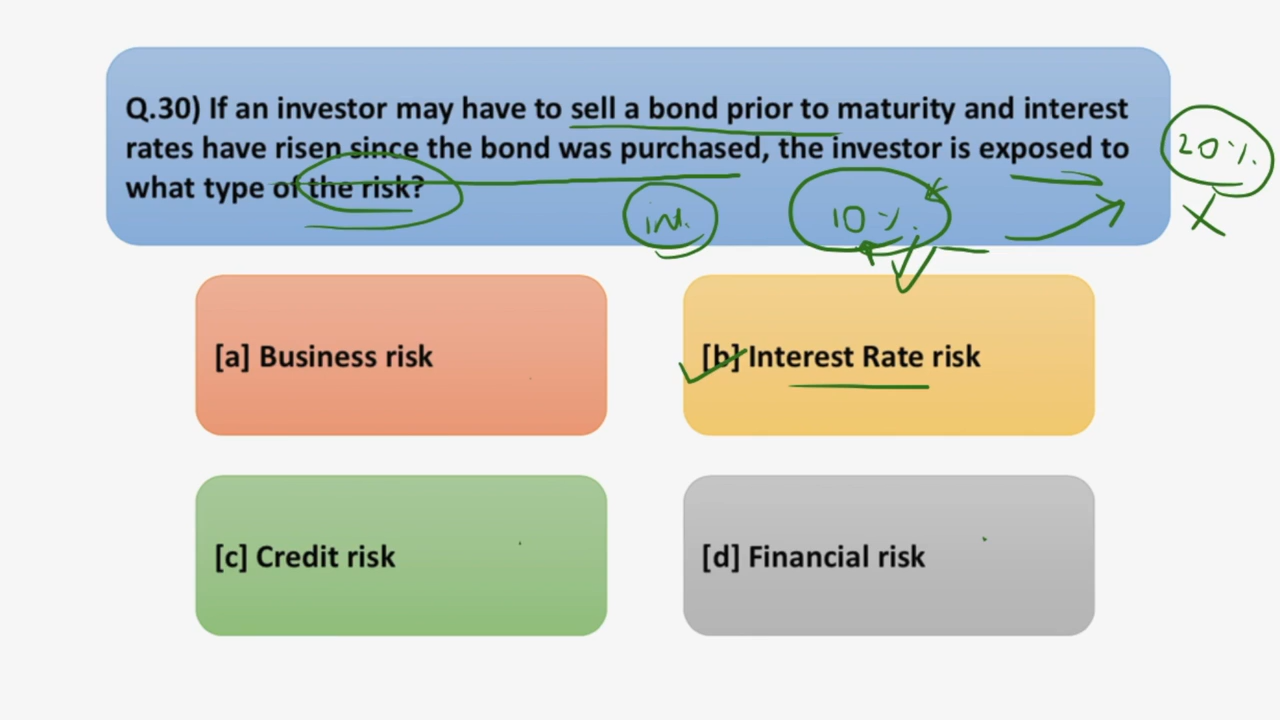 Q.30) If an investor may have to sell a bond prior to maturity and interest
rates have risen since the bond was purchased, the investor is exposed to
what type of the risk?
20%
int.
10%
[a] Business risk
[b] Interest Rate risk
[c] Credit risk
[d] Financial risk